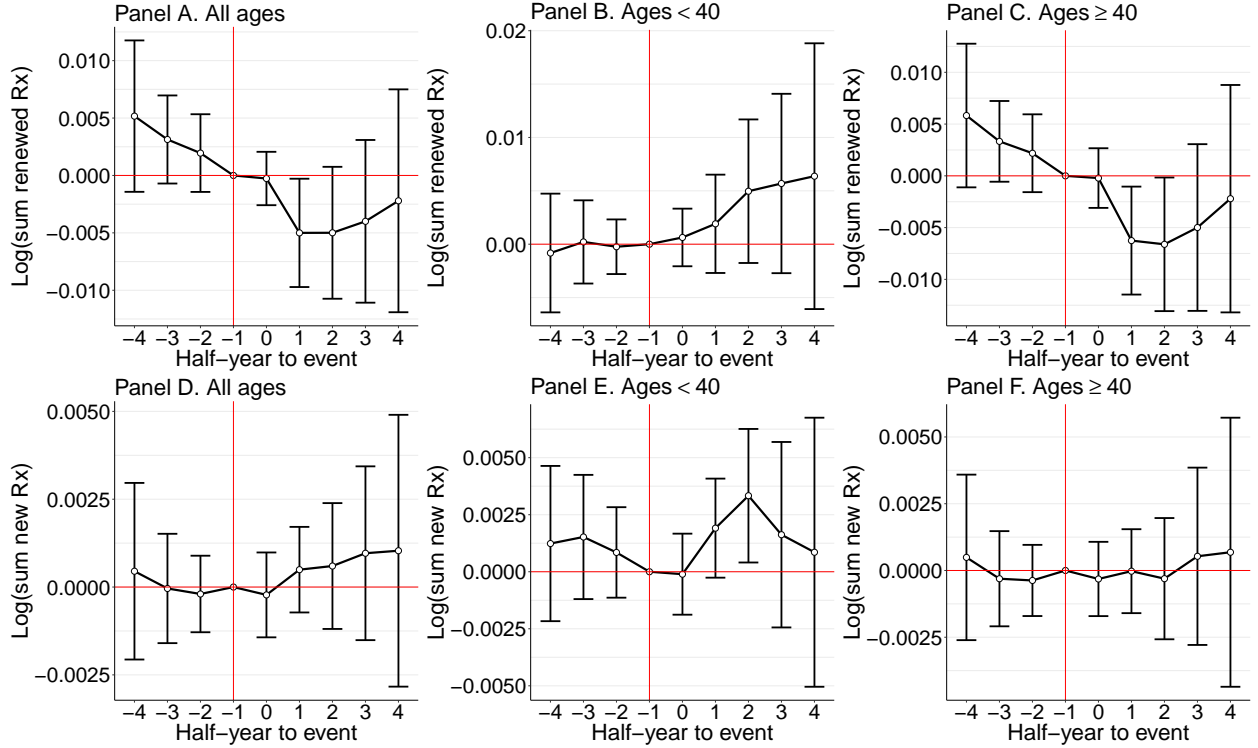 Panel A. All ages
Log(sum renewed Rx)
0.010
0.005
0.000
−0.005
−0.010
−4 −3 −2 −1 0 1 2 3 4
Half−year to event
Panel B. Ages < 40
Log(sum renewed Rx)
0.02
0.01
0.00
−4 −3 −2 −1 0 1 2 3 4
Half−year to event
Panel C. Ages ≥ 40
Log(sum renewed Rx)
0.010
0.005
0.000
−0.005
−0.010
−4 −3 −2 −1 0 1 2 3 4
Half−year to event
Panel D. All ages
Log(sum new Rx)
0.0050
0.0025
0.0000
−0.0025
−4 −3 −2 −1 0 1 2 3 4
Half−year to event
Panel E. Ages < 40
Log(sum new Rx)
0.0050
0.0025
0.0000
−0.0025
−0.0050
−4 −3 −2 −1 0 1 2 3 4
Half−year to event
Panel F. Ages ≥ 40
Log(sum new Rx)
0.0050
0.0025
0.0000
−0.0025
−4 −3 −2 −1 0 1 2 3 4
Half−year to event